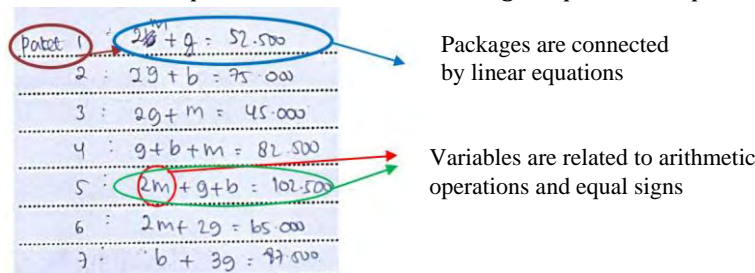 Paket 1 : 2m + g = 52.500
Packages are connected
by linear equations
2 : 2g + b = 75.000
3 : 2g + m = 45.000
4 : g + b + m = 82.500
Variables are related to arithmetic
operations and equal signs
5 : 2m + g + b = 102.500
6 : 2m + 2g = 65.000
7 : b + 3g = 87.500